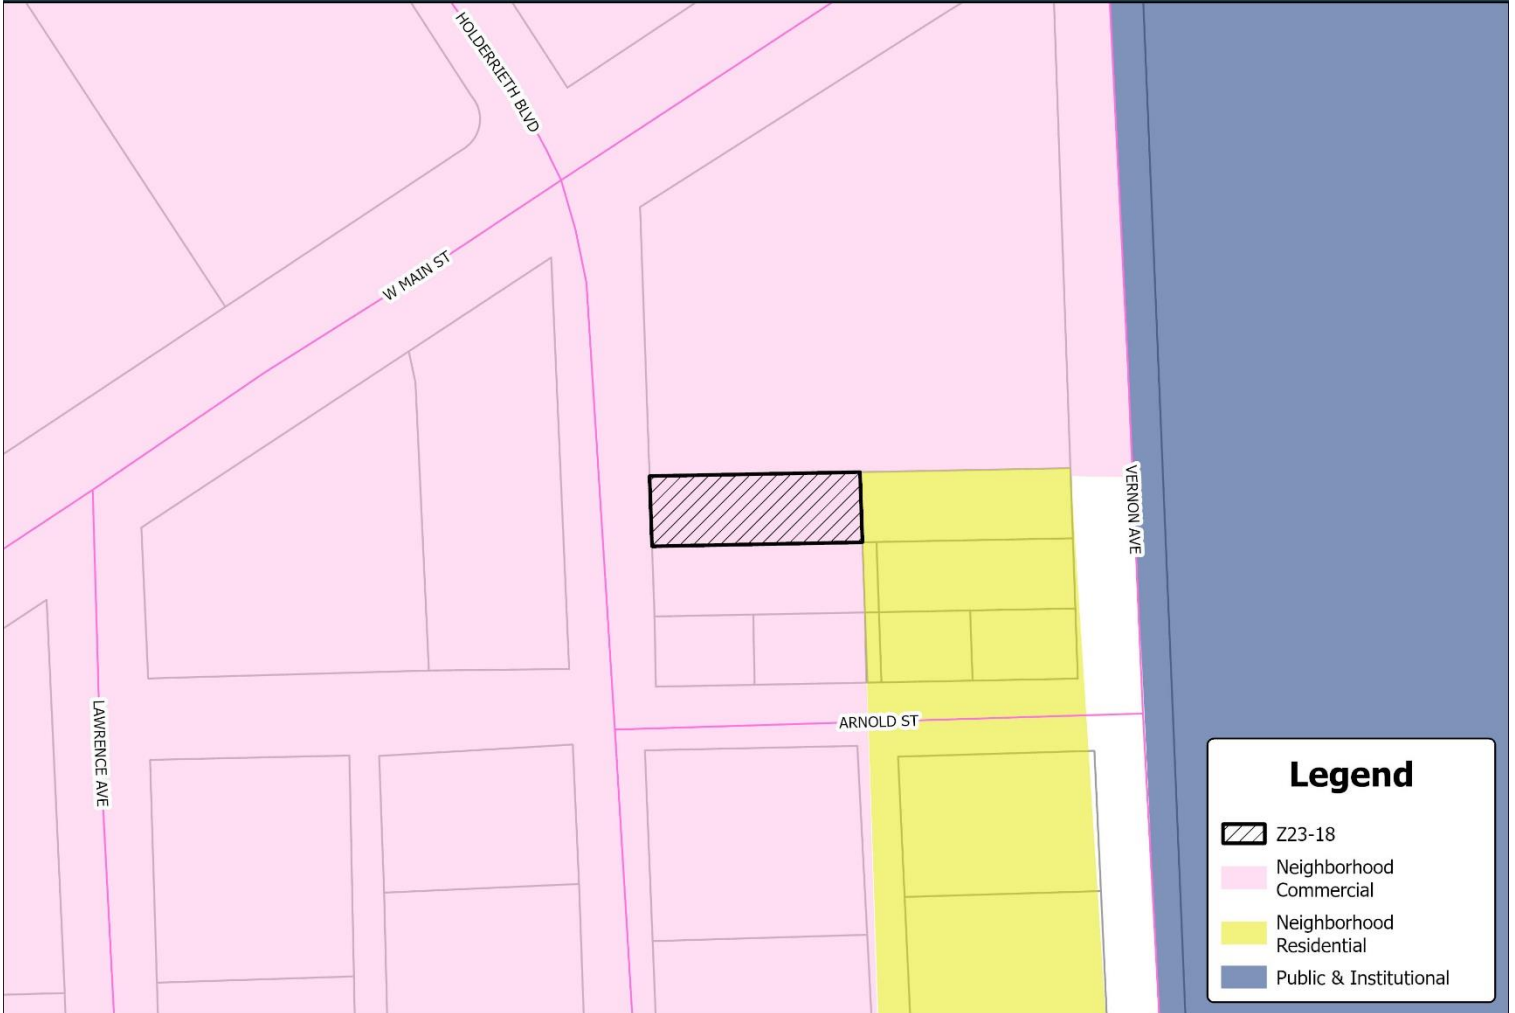 HOLDERRIETH BLVD
W MAIN ST
VERNON AVE
LAWRENCE AVE
ARNOLD ST
Legend
Z23-18
Neighborhood
Commercial
Neighborhood
Residential
Public & Institutional